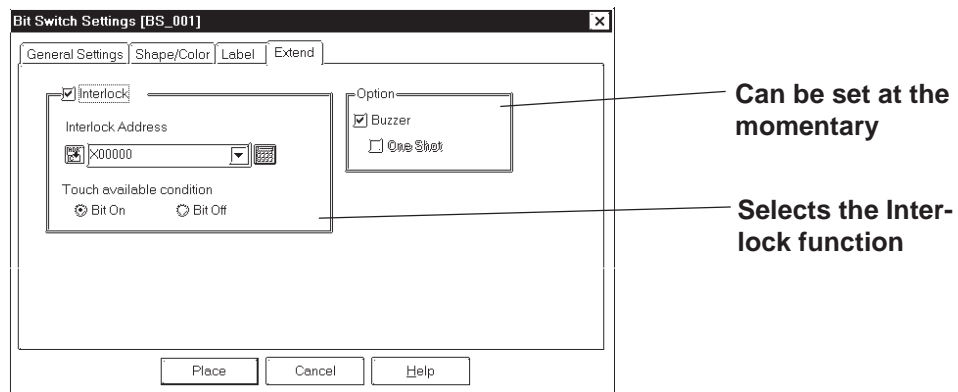 Bit Switch Settings [BS_001]
General Settings Shape/Color Label Extend
Interlock
Interlock Address
X00000
Touch available condition
Bit On Bit Off
Option
Buzzer
One Shot
Place Cancel Help
Can be set at the
momentary
Selects the Inter-
lock function